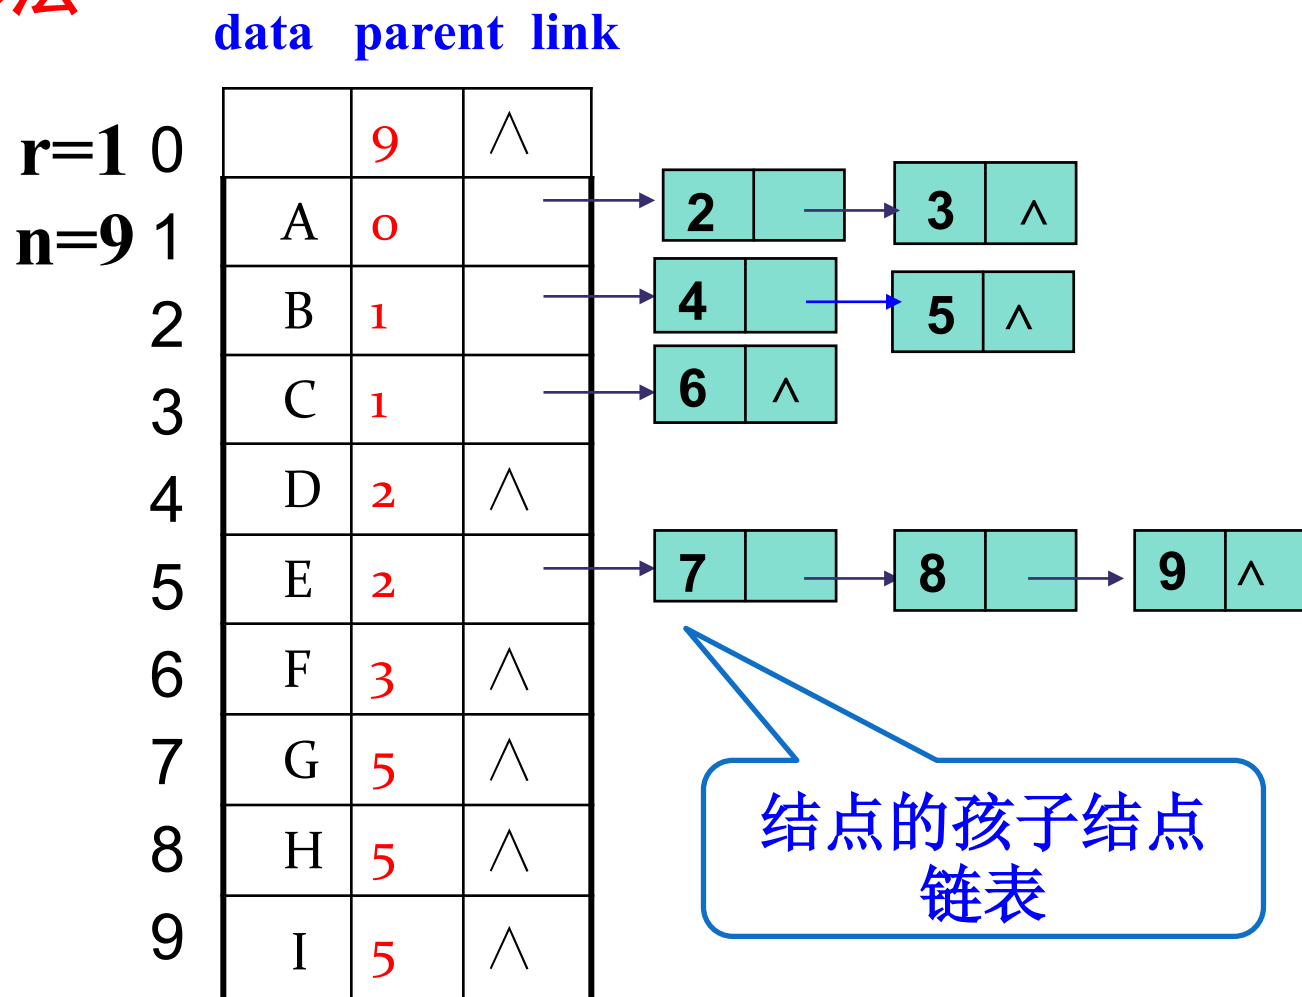 法
data parent link
r=1 0 9 ^
n=9 1 A 0 2 3 ^
2 B 1 4 5 ^
3 C 1 6 ^
4 D 2 ^
5 E 2 7 8 9 ^
6 F 3 ^
7 G 5 ^
8 H 5 ^
9 I 5 ^
结点的孩子结点
链表